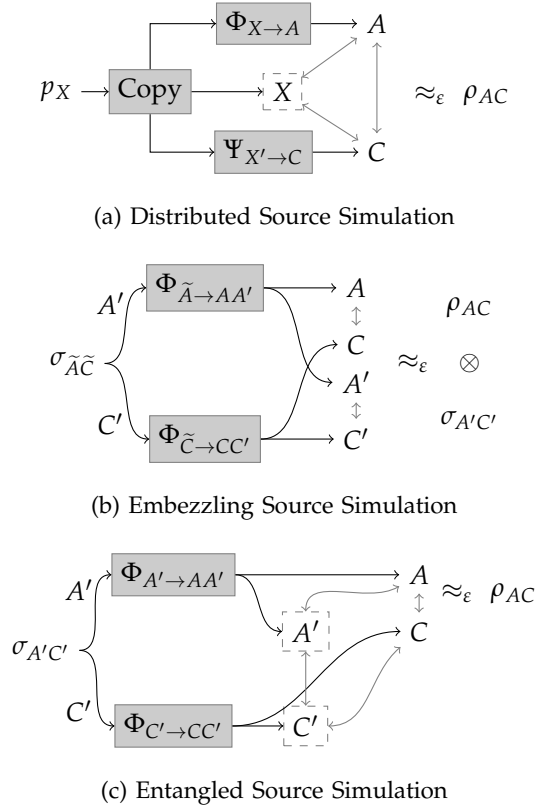 Φ_{X→A} A
p_X Copy X ≈_ε ρ_{AC}
Ψ_{X′→C} C
(a) Distributed Source Simulation
A′ Φ_{Ã→AA′} A ρ_{AC}
C
σ_{ÃC̃} ≈_ε ⊗
A′
C′ Φ_{C̃→CC′} C′ σ_{A′C′}
(b) Embezzling Source Simulation
A′ Φ_{A′→AA′} A ≈_ε ρ_{AC}
A′ C
σ_{A′C′}
C′ Φ_{C′→CC′} C′
(c) Entangled Source Simulation